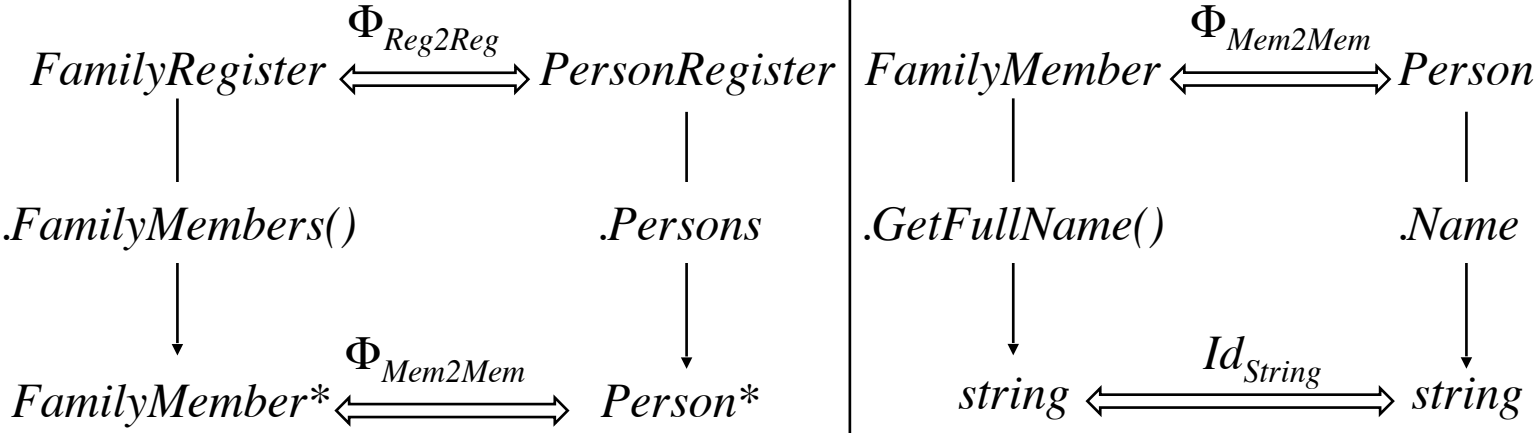 Φ_Reg2Reg
FamilyRegister PersonRegister
.FamilyMembers() .Persons
Φ_Mem2Mem
FamilyMember* Person*
Φ_Mem2Mem
FamilyMember Person
.GetFullName() .Name
Id_String
string string